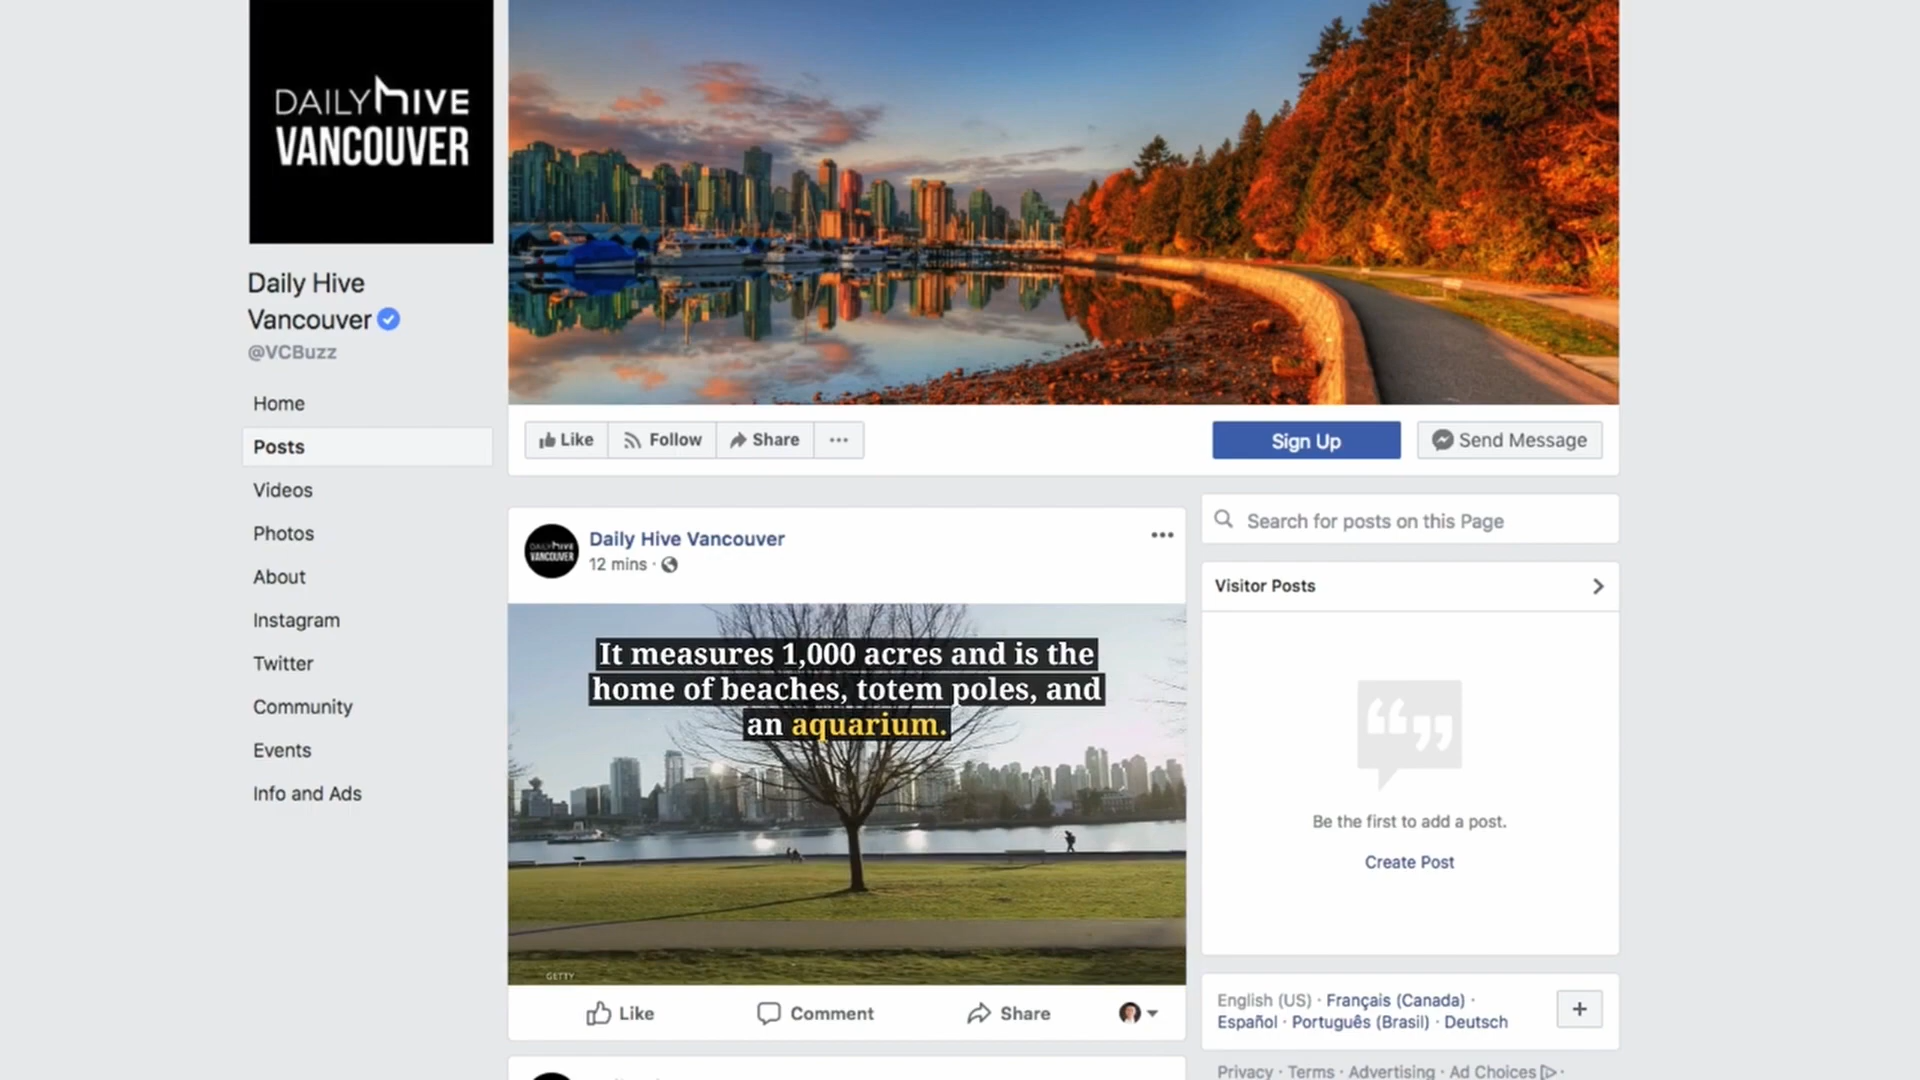 DAILY HIVE
VANCOUVER
Daily Hive
Vancouver
@VCBuzz
Home
Posts
Videos
Photos
About
Instagram
Twitter
Community
Events
Info and Ads
Like
Follow
Share
Sign Up
Send Message
DAILY HIVE
VANCOUVER
Daily Hive Vancouver
12 mins ·
It measures 1,000 acres and is the
home of beaches, totem poles, and
an aquarium.
GETTY
Like
Comment
Share
Search for posts on this Page
Visitor Posts
Be the first to add a post.
Create Post
English (US) · Français (Canada) ·
Español · Português (Brasil) · Deutsch
Privacy · Terms · Advertising · Ad Choices ·